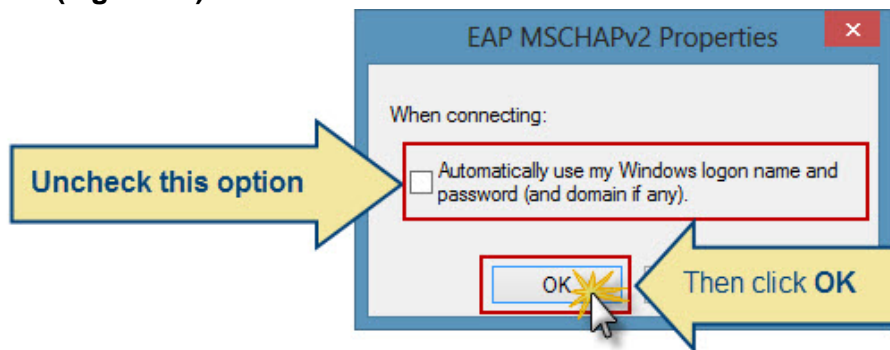 EAP MSCHAPv2 Properties
When connecting:
Uncheck this option
Automatically use my Windows logon name and
password (and domain if any).
OK
Then click OK